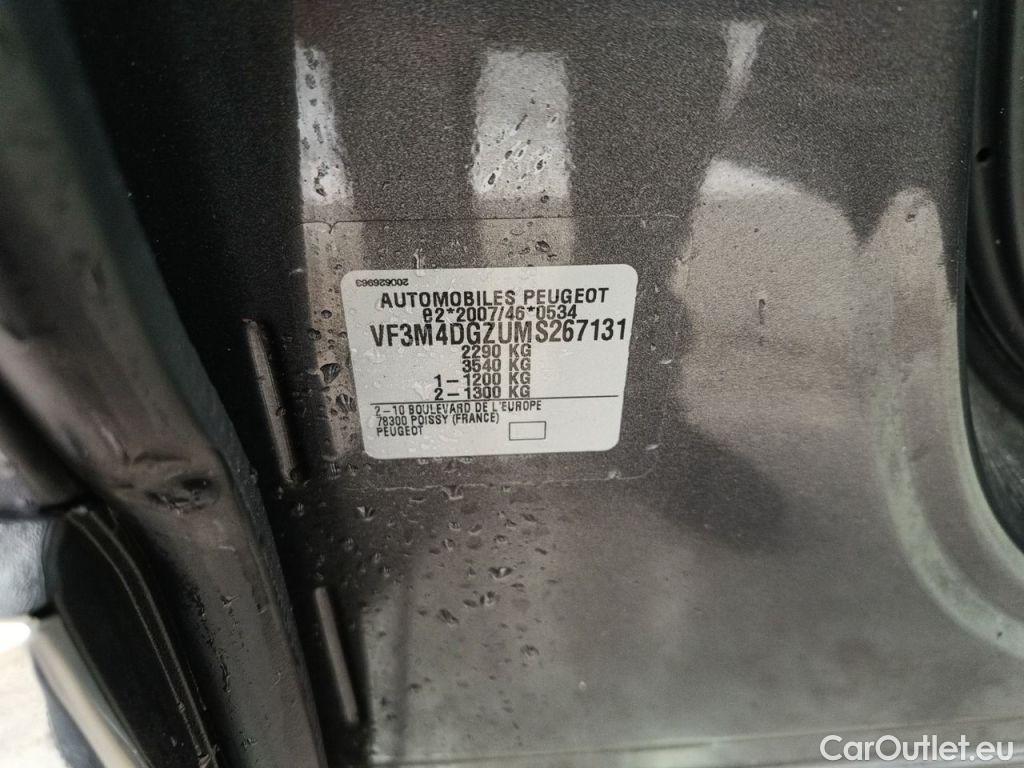 200626963
AUTOMOBILES PEUGEOT
e2*2007/46*0534
VF3M4DGZUMS267131
2290 KG
3540 KG
1-1200 KG
2-1300 KG
2-10 BOULEVARD DE L'EUROPE
78300 POISSY (FRANCE)
PEUGEOT
CarOutlet.eu